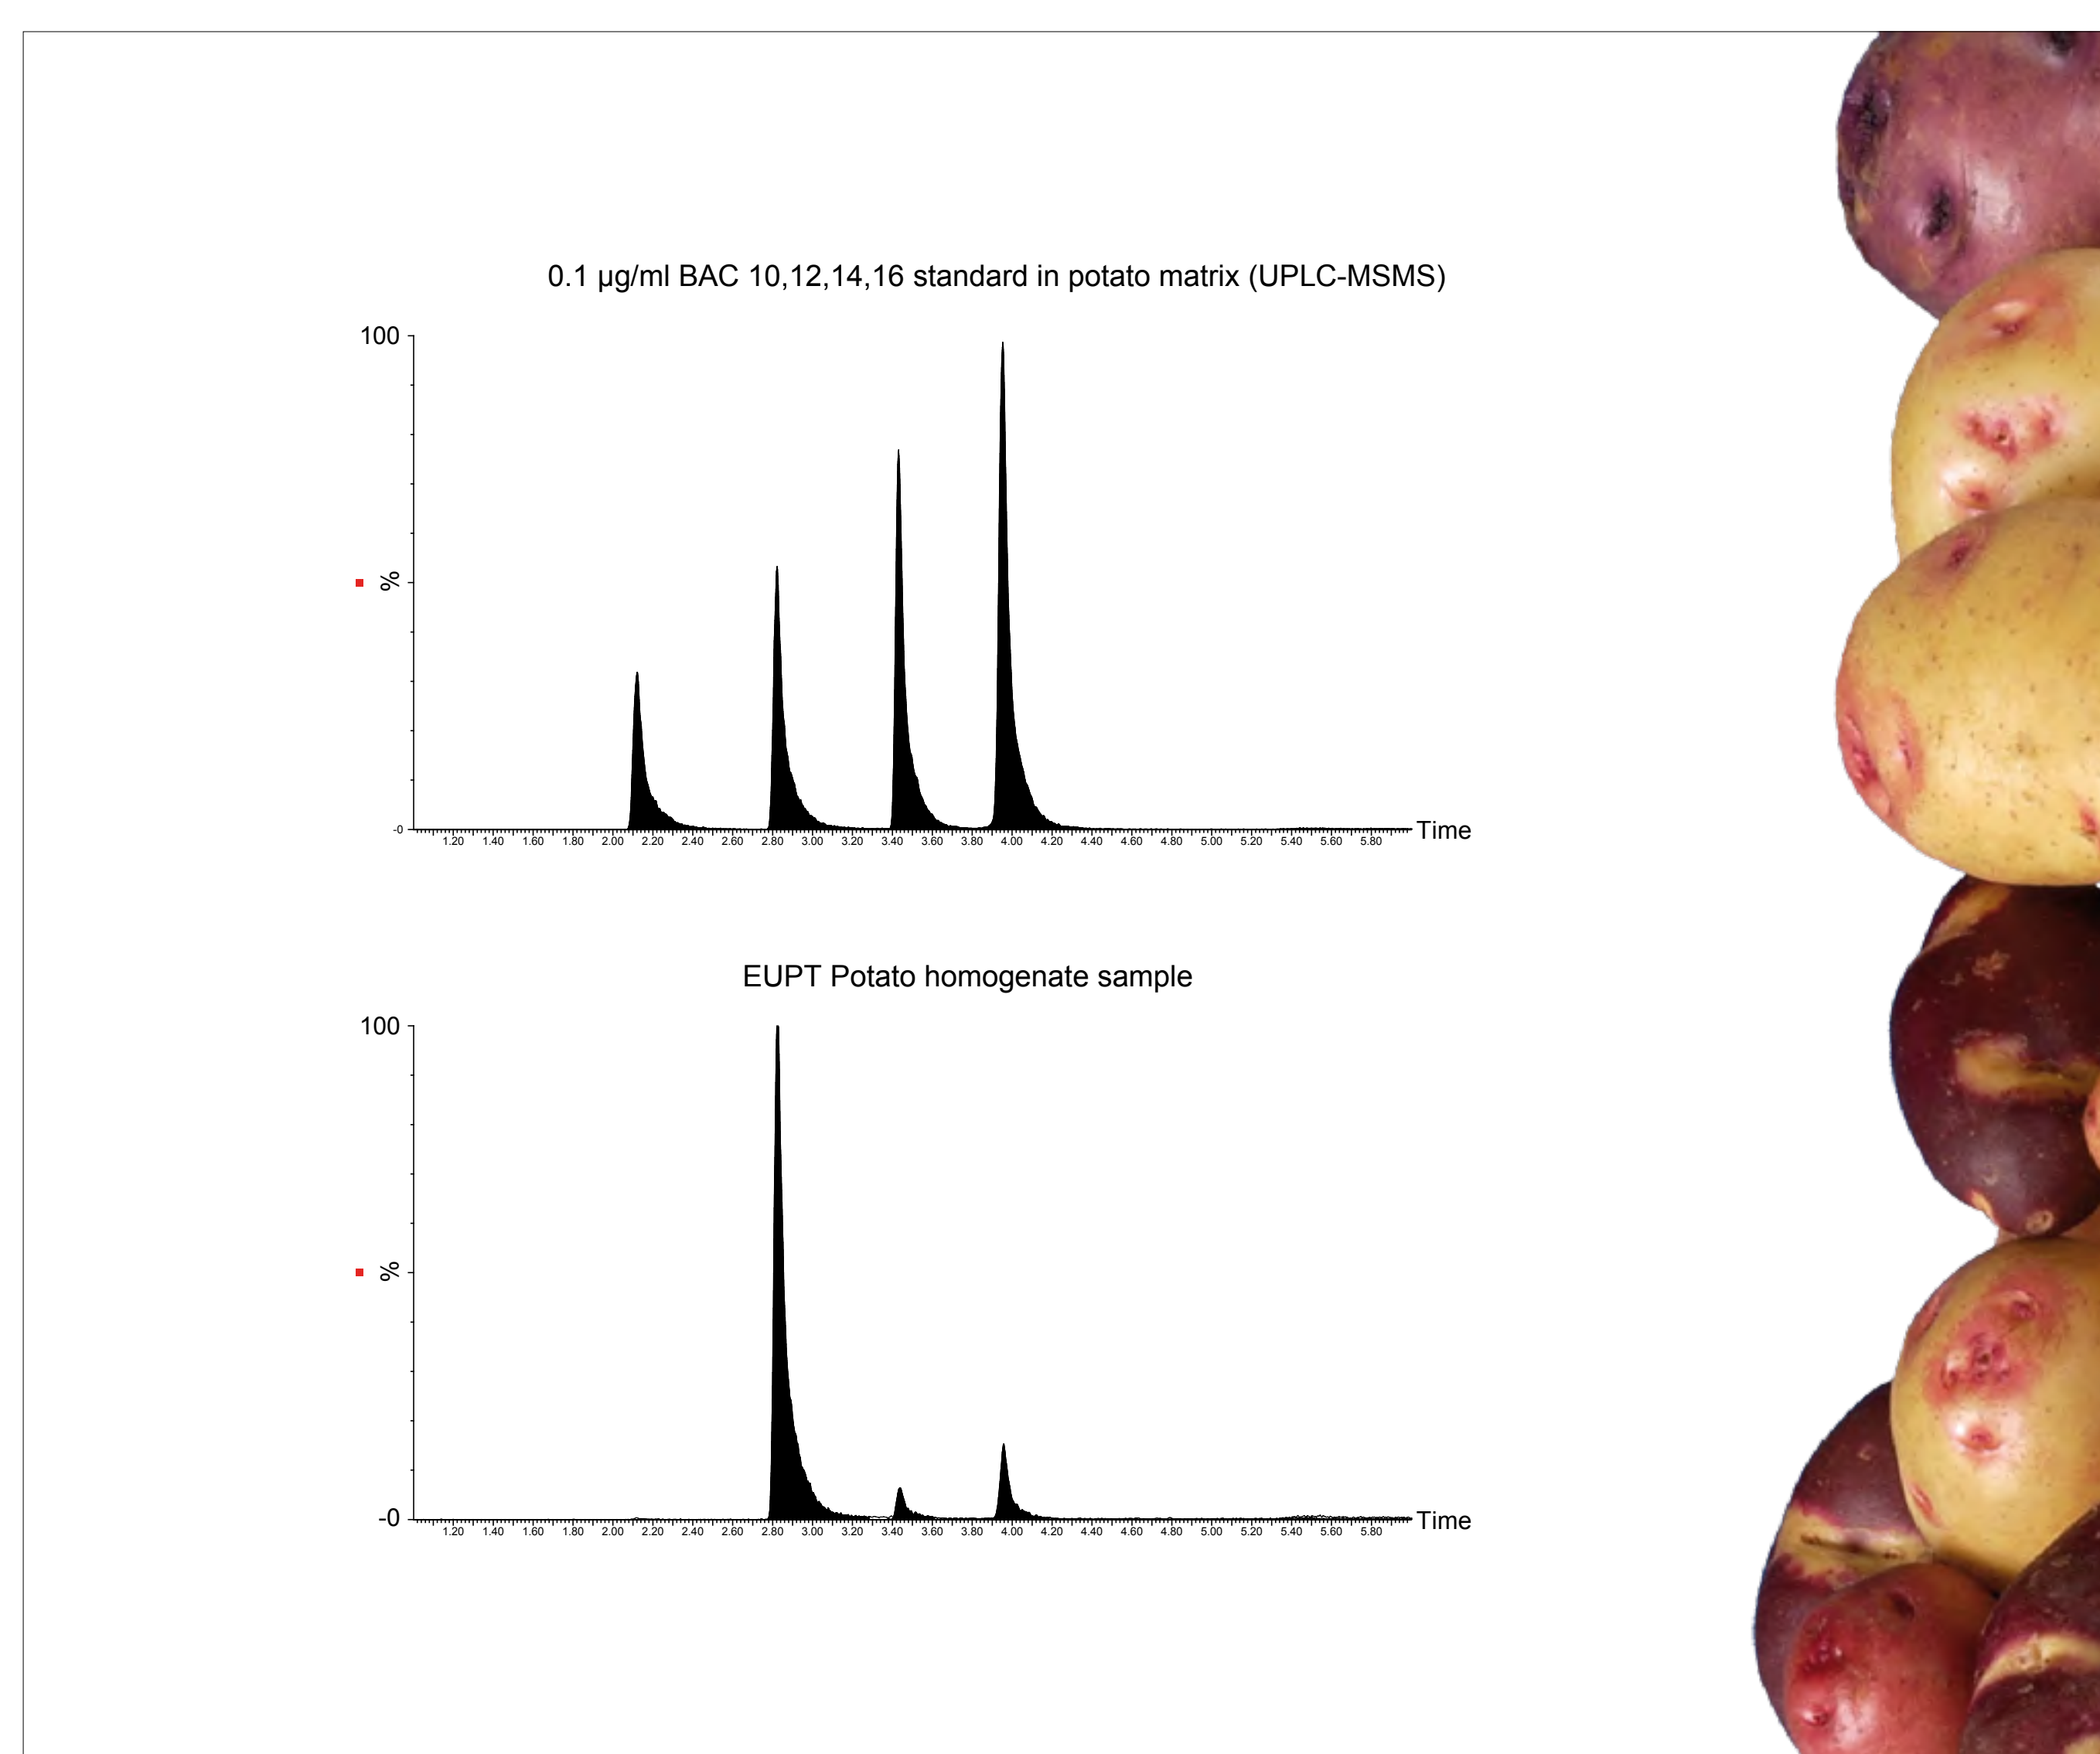 0.1 µg/ml BAC 10,12,14,16 standard in potato matrix (UPLC-MSMS)
100
%
-0
1.20 1.40 1.60 1.80 2.00 2.20 2.40 2.60 2.80 3.00 3.20 3.40 3.60 3.80 4.00 4.20 4.40 4.60 4.80 5.00 5.20 5.40 5.60 5.80
Time
EUPT Potato homogenate sample
100
%
-0
1.20 1.40 1.60 1.80 2.00 2.20 2.40 2.60 2.80 3.00 3.20 3.40 3.60 3.80 4.00 4.20 4.40 4.60 4.80 5.00 5.20 5.40 5.60 5.80
Time